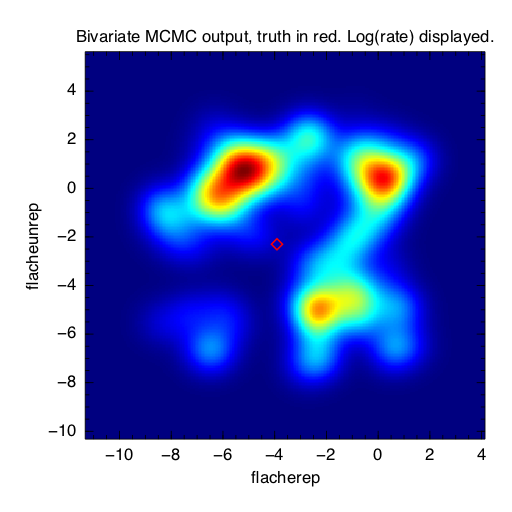 Bivariate MCMC output, truth in red. Log(rate) displayed.
4
2
0
−2
−4
−6
−8
−10
flacheunrep
−10 −8 −6 −4 −2 0 2 4
flacherep